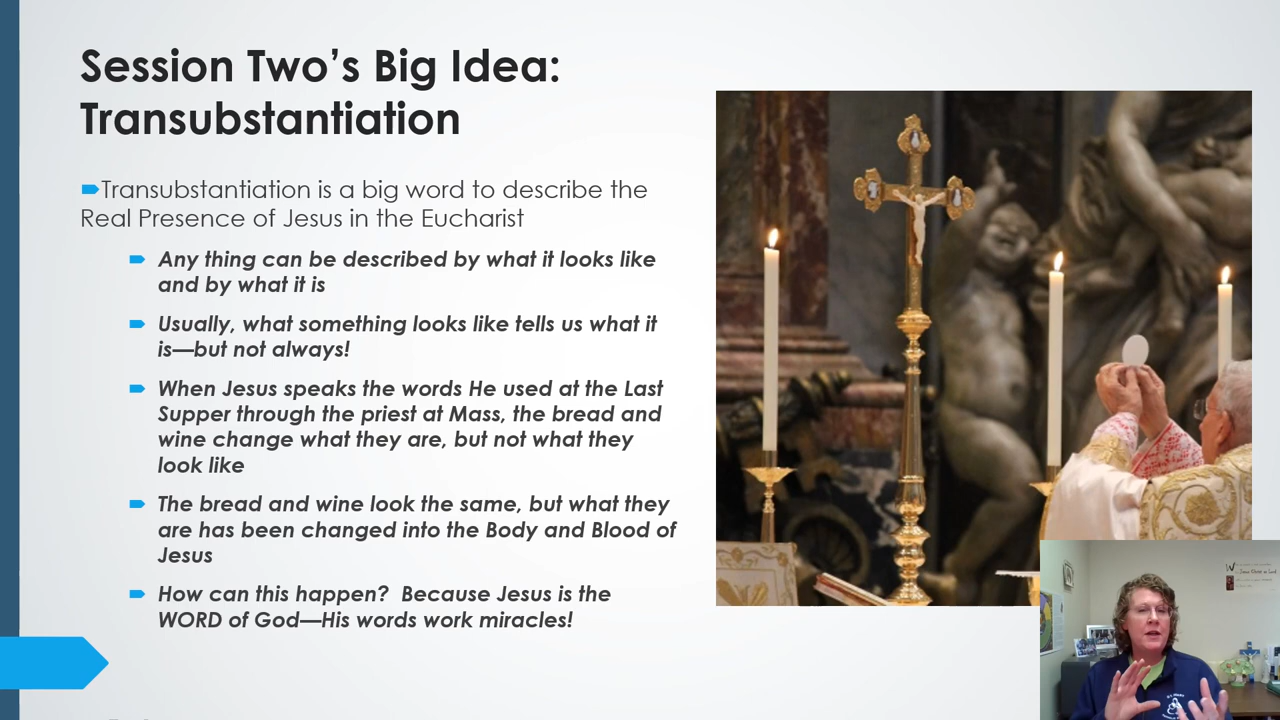 Session Two’s Big Idea:
Transubstantiation
Transubstantiation is a big word to describe the
Real Presence of Jesus in the Eucharist
Any thing can be described by what it looks like
and by what it is
Usually, what something looks like tells us what it
is—but not always!
When Jesus speaks the words He used at the Last
Supper through the priest at Mass, the bread and
wine change what they are, but not what they
look like
The bread and wine look the same, but what they
are has been changed into the Body and Blood of
Jesus
How can this happen?  Because Jesus is the
WORD of God—His words work miracles!